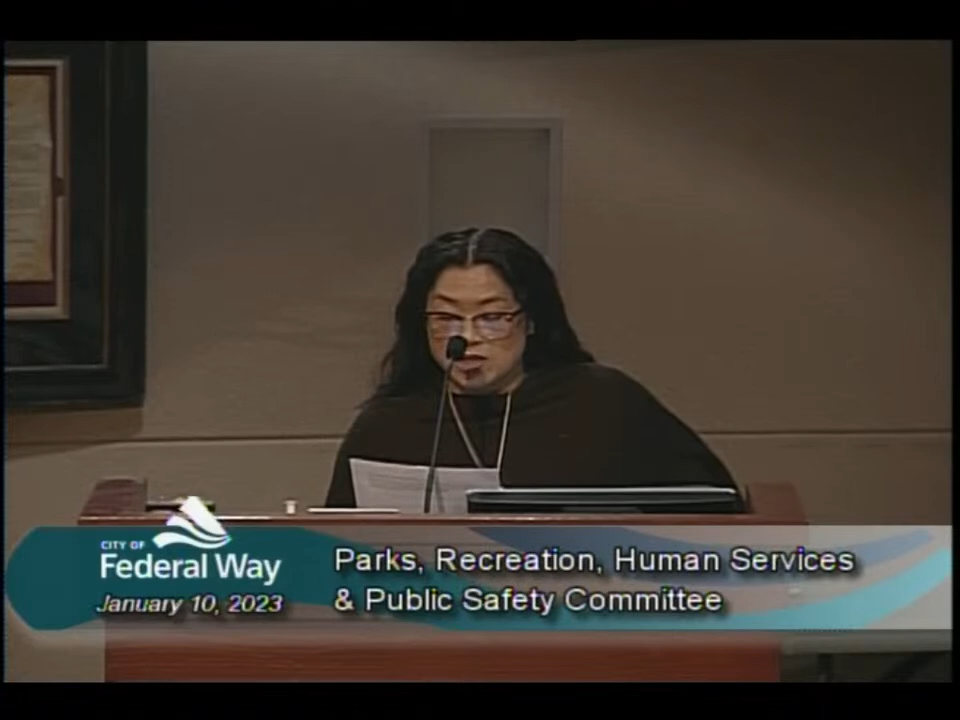 CITY OF
Federal Way
January 10, 2023
Parks, Recreation, Human Services
& Public Safety Committee